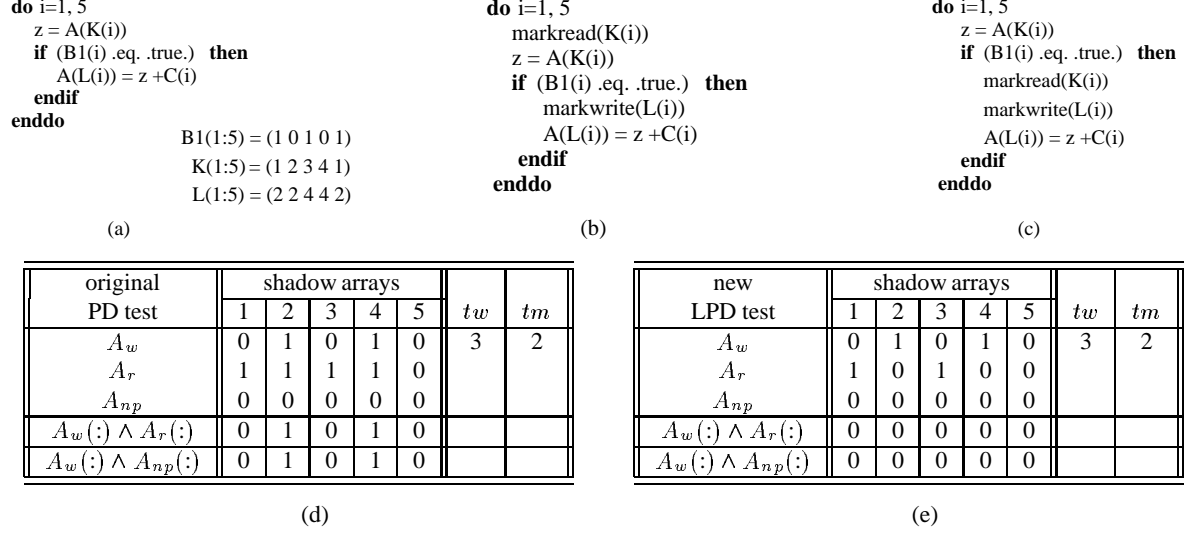 do i=1, 5
z = A(K(i))
if (B1(i) .eq. .true.) then
A(L(i)) = z +C(i)
endif
enddo
B1(1:5) = (1 0 1 0 1)
K(1:5) = (1 2 3 4 1)
L(1:5) = (2 2 4 4 2)
(a)
do i=1, 5
markread(K(i))
z = A(K(i))
if (B1(i) .eq. .true.) then
markwrite(L(i))
A(L(i)) = z +C(i)
endif
enddo
(b)
do i=1, 5
z = A(K(i))
if (B1(i) .eq. .true.) then
markread(K(i))
markwrite(L(i))
A(L(i)) = z +C(i)
endif
enddo
(c)
original shadow arrays
PD test 1 2 3 4 5 tw tm
A_w 0 1 0 1 0 3 2
A_r 1 1 1 1 0
A_np 0 0 0 0 0
A_w(:) ∧ A_r(:) 0 1 0 1 0
A_w(:) ∧ A_np(:) 0 1 0 1 0
(d)
new shadow arrays
LPD test 1 2 3 4 5 tw tm
A_w 0 1 0 1 0 3 2
A_r 1 0 1 0 0
A_np 0 0 0 0 0
A_w(:) ∧ A_r(:) 0 0 0 0 0
A_w(:) ∧ A_np(:) 0 0 0 0 0
(e)